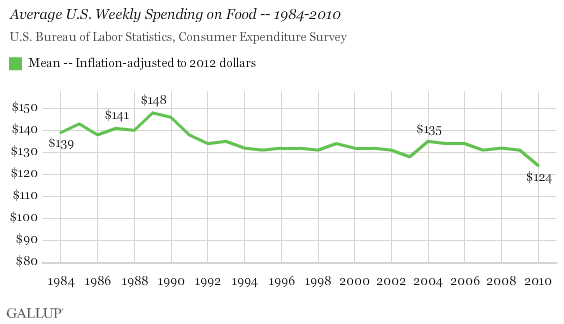 Average U.S. Weekly Spending on Food -- 1984-2010
U.S. Bureau of Labor Statistics, Consumer Expenditure Survey
Mean -- Inflation-adjusted to 2012 dollars
$150
$140
$130
$120
$110
$100
$90
$80
$139
$141
$148
$135
$124
1984 1986 1988 1990 1992 1994 1996 1998 2000 2002 2004 2006 2008 2010
GALLUP®